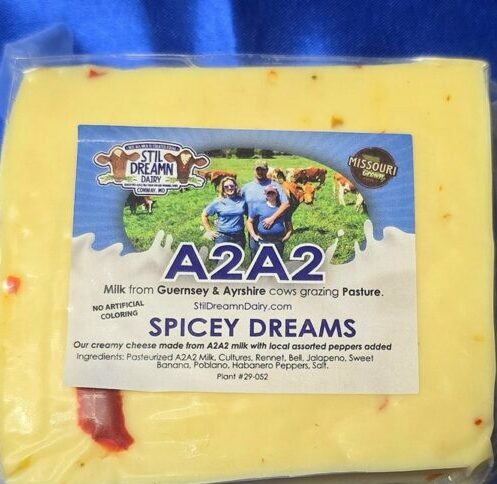 STIL
DREAMN
DAIRY
CONWAY, MO
MISSOURI
Grown
A2A2
Milk from Guernsey & Ayrshire cows grazing Pasture.
NO ARTIFICIAL
COLORING
StilDreamnDairy.com
SPICEY DREAMS
Our creamy cheese made from A2A2 milk with local assorted peppers added
Ingredients: Pasteurized A2A2 Milk, Cultures, Rennet, Bell, Jalapeno, Sweet
Banana, Poblano, Habanero Peppers, Salt.
Plant #29-052